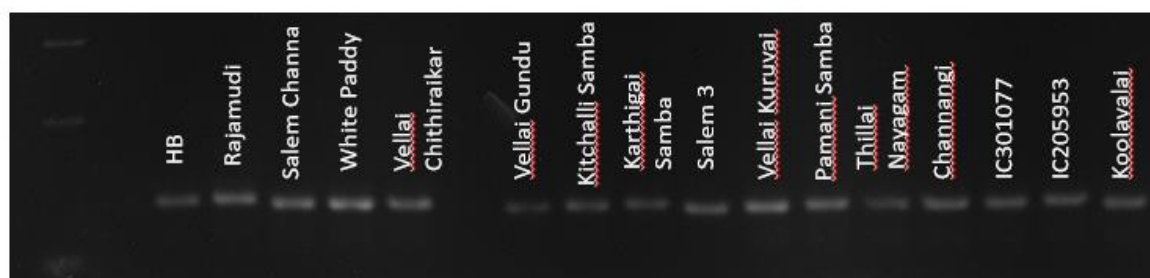 HB
Rajamudi
Salem Channa
White Paddy
Vellai
Chithiraikar
Vellai Gundu
Kitchalli Samba
Karthigai
Samba
Salem 3
Vellai Kuruvai
Pamani Samba
Thillai
Nayagam
Channangi
IC301077
IC205953
Koolavalai